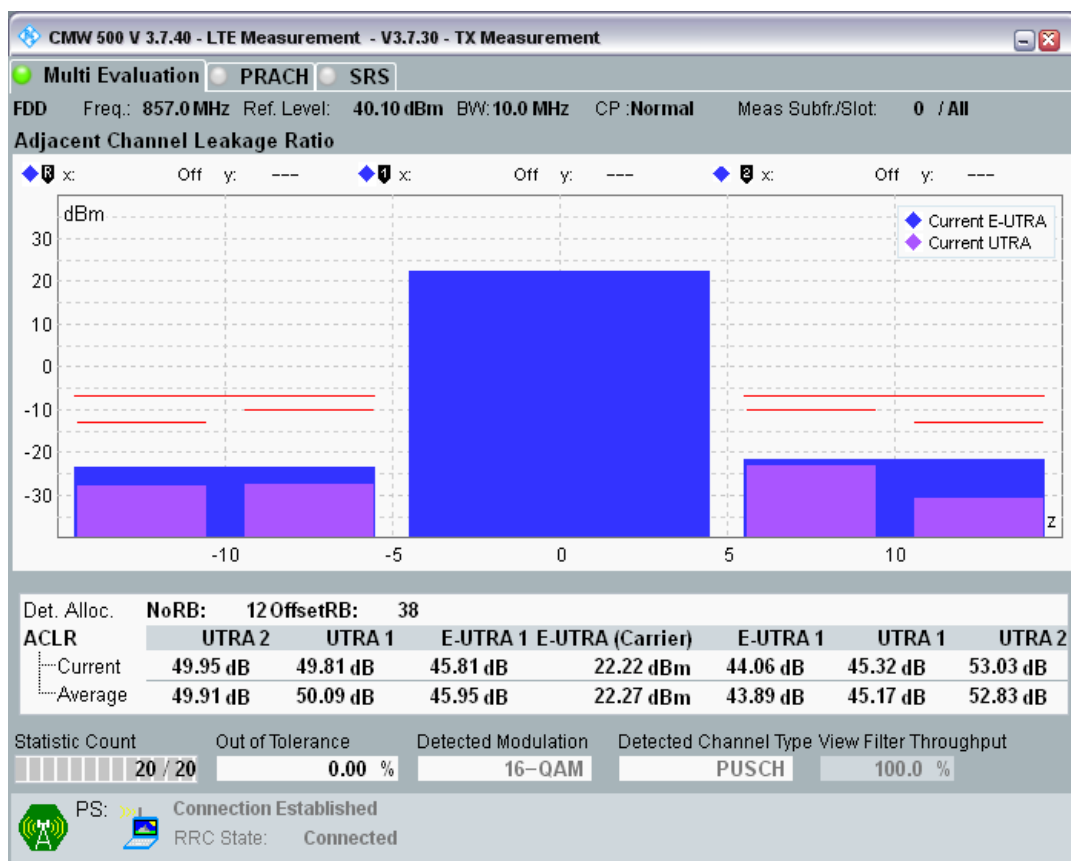 CMW 500 V 3.7.40 - LTE Measurement - V3.7.30 - TX Measurement
Multi Evaluation PRACH SRS
FDD Freq.: 857.0 MHz Ref. Level: 40.10 dBm BW: 10.0 MHz CP :Normal Meas Subfr./Slot: 0 / All
Adjacent Channel Leakage Ratio
R x: Off y: --- 1 x: Off y: --- 2 x: Off y: ---
dBm
Current E-UTRA
Current UTRA
30
20
10
0
-10
-20
-30
z
-10 -5 0 5 10
Det. Alloc. NoRB: 12 OffsetRB: 38
ACLR UTRA 2 UTRA 1 E-UTRA 1 E-UTRA (Carrier) E-UTRA 1 UTRA 1 UTRA 2
Current 49.95 dB 49.81 dB 45.81 dB 22.22 dBm 44.06 dB 45.32 dB 53.03 dB
Average 49.91 dB 50.09 dB 45.95 dB 22.27 dBm 43.89 dB 45.17 dB 52.83 dB
Statistic Count Out of Tolerance Detected Modulation Detected Channel Type View Filter Throughput
20 / 20 0.00 % 16-QAM PUSCH 100.0 %
PS: Connection Established
RRC State: Connected